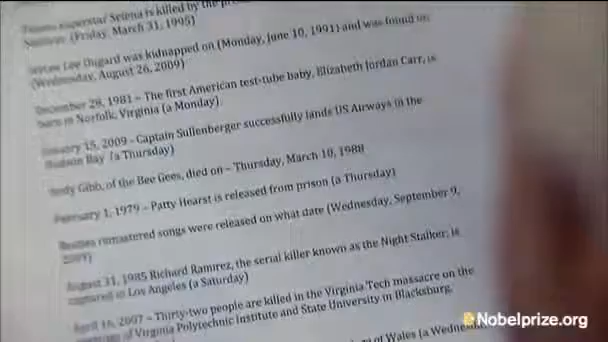 superstar Selena is killed by the
(Friday, March 31, 1995)
Lee Dugard was kidnapped on (Monday, June 10, 1991) and was found on
(Wednesday, August 26, 2009)
December 28, 1981 – The first American test-tube baby, Elizabeth Jordan Carr, is
born in Norfolk, Virginia (a Monday)
January 15, 2009 - Captain Sullenberger successfully lands US Airways in the
Hudson Bay (a Thursday)
Andy Gibb, of the Bee Gees, died on – Thursday, March 10, 1988
February 1, 1979 – Patty Hearst is released from prison (a Thursday)
Beatles remastered songs were released on what date (Wednesday, September 9,
2009)
August 31, 1985 Richard Ramirez, the serial killer known as the Night Stalker, is
captured in Los Angeles (a Saturday)
April 16, 2007 – Thirty-two people are killed in the Virginia Tech massacre on the
of Virginia Polytechnic Institute and State University in Blacksburg,
of Wales (a Wednesday
Nobelprize.org